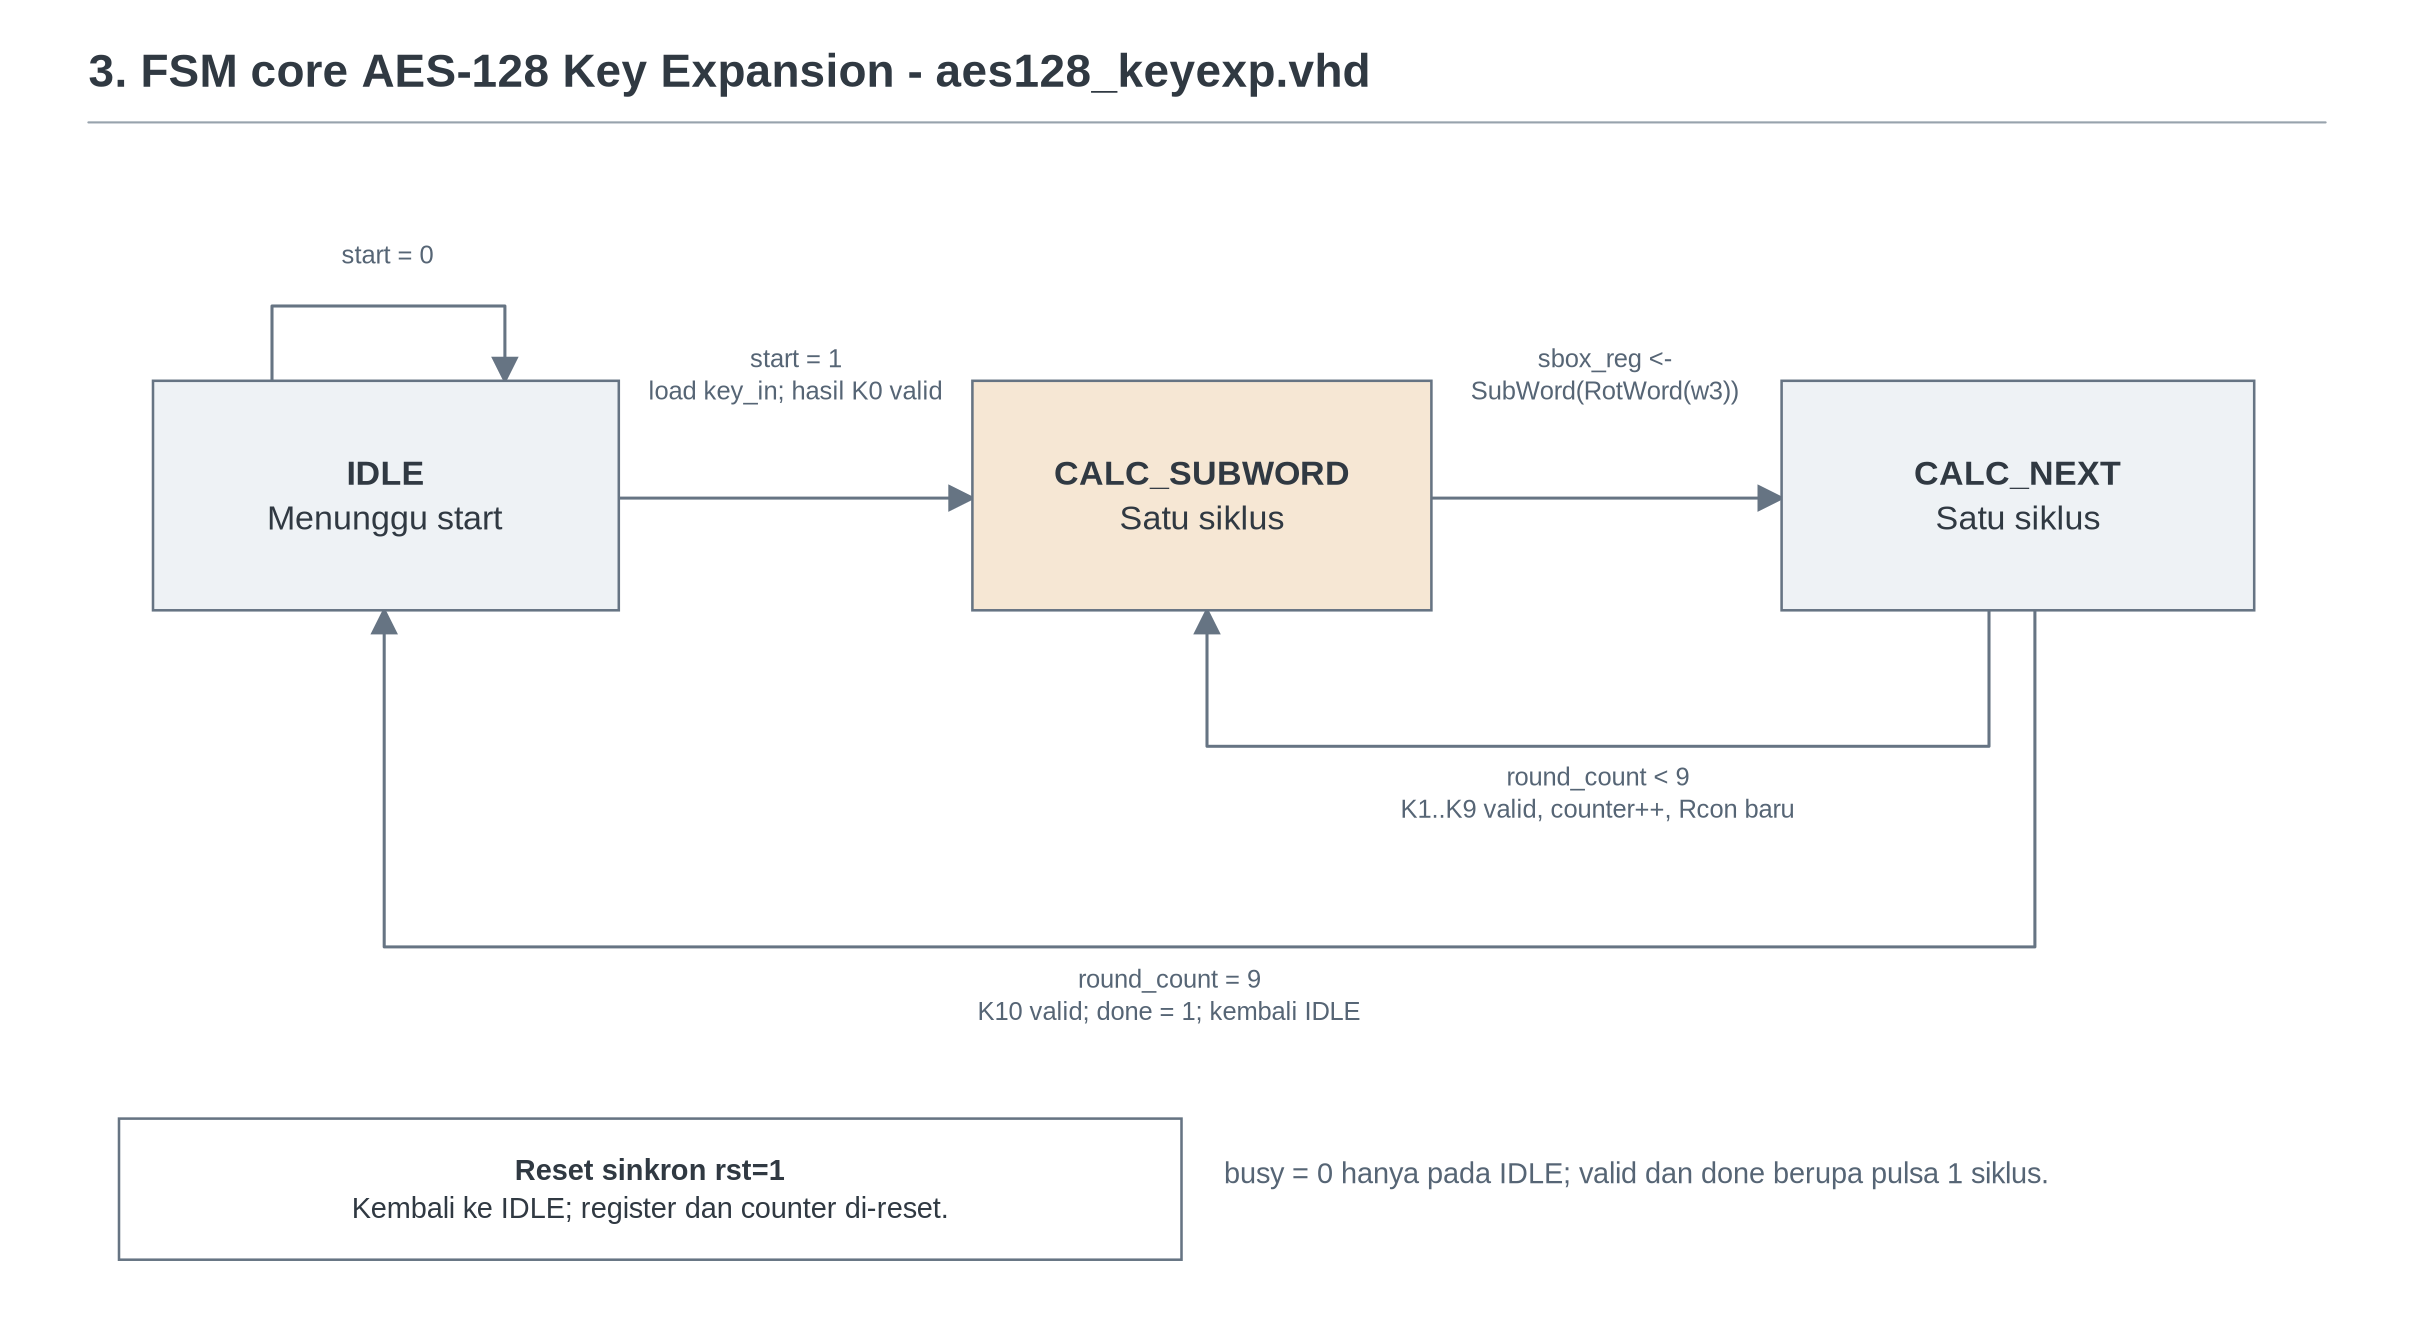 3. FSM core AES-128 Key Expansion - aes128_keyexp.vhd
start = 0
start = 1
load key_in; hasil K0 valid
sbox_reg <-
SubWord(RotWord(w3))
IDLE
Menunggu start
CALC_SUBWORD
Satu siklus
CALC_NEXT
Satu siklus
round_count < 9
K1..K9 valid, counter++, Rcon baru
round_count = 9
K10 valid; done = 1; kembali IDLE
Reset sinkron rst=1
Kembali ke IDLE; register dan counter di-reset.
busy = 0 hanya pada IDLE; valid dan done berupa pulsa 1 siklus.